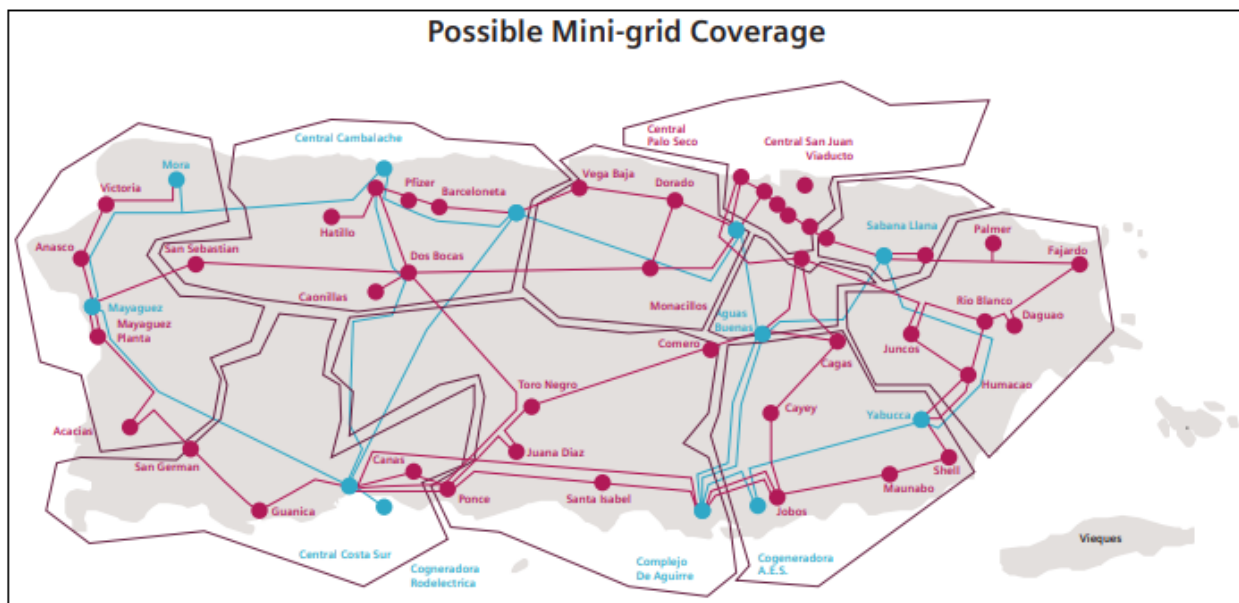 Possible Mini-grid Coverage
Central Cambalache
Central
Palo Seco
Central San Juan
Viaducto
Mora
Victoria
Pfizer
Barceloneta
Vega Baja
Dorado
Hatillo
Sabana Llana
Palmer
Anasco
San Sebastian
Dos Bocas
Fajardo
Caonillas
Monacillos
Mayaguez
Mayaguez
Planta
Aguas
Buenas
Río Blanco
Daguao
Juncos
Comero
Cagas
Humacao
Toro Negro
Cayey
Yabucca
Acacias
San German
Canas
Juana Diaz
Shell
Maunabo
Guanica
Ponce
Santa Isabel
Jobos
Central Costa Sur
Cogneradora
Rodelectrica
Complejo
De Aguirre
Cogeneradora
A.E.S.
Vieques